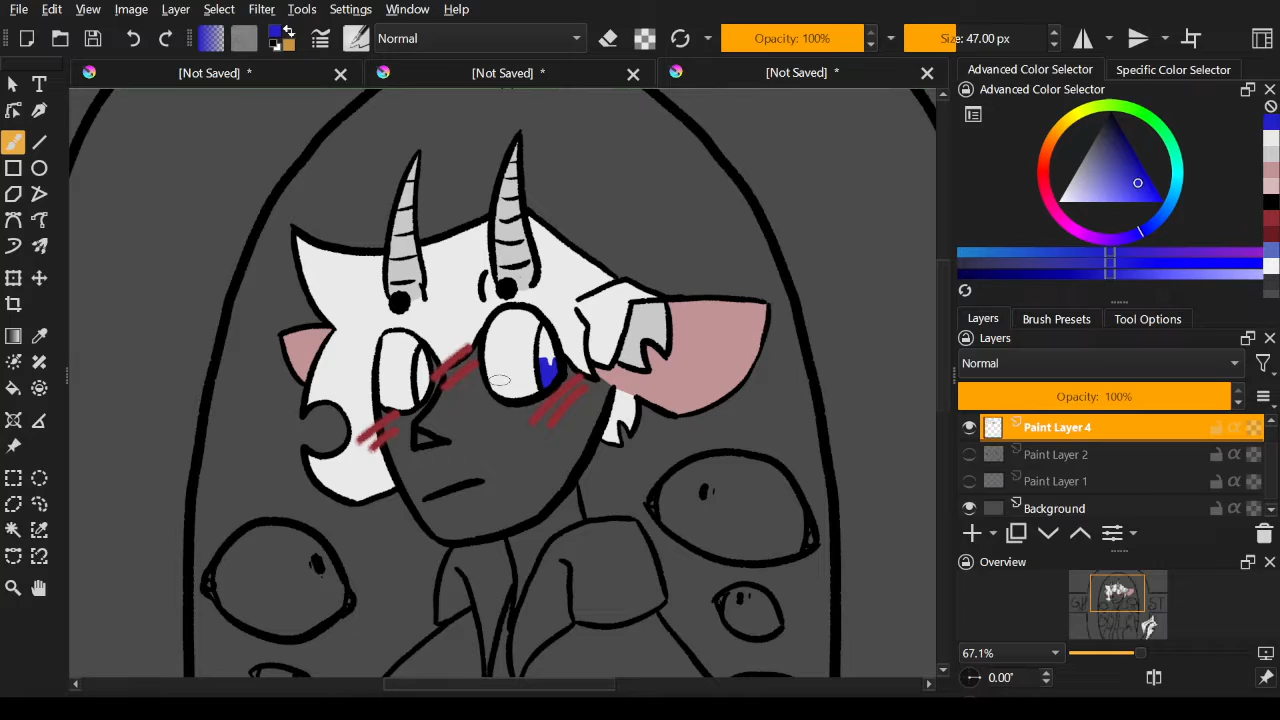 File Edit View Image Layer Select Filter Tools Settings Window Help
Normal Opacity: 100% Size: 47.00 px
[Not Saved] * [Not Saved] * [Not Saved] *
Advanced Color Selector Specific Color Selector
Advanced Color Selector
Layers Brush Presets Tool Options
Layers
Normal
Opacity: 100%
Paint Layer 4
Paint Layer 2
Paint Layer 1
Background
Overview
67.1%
0.00°